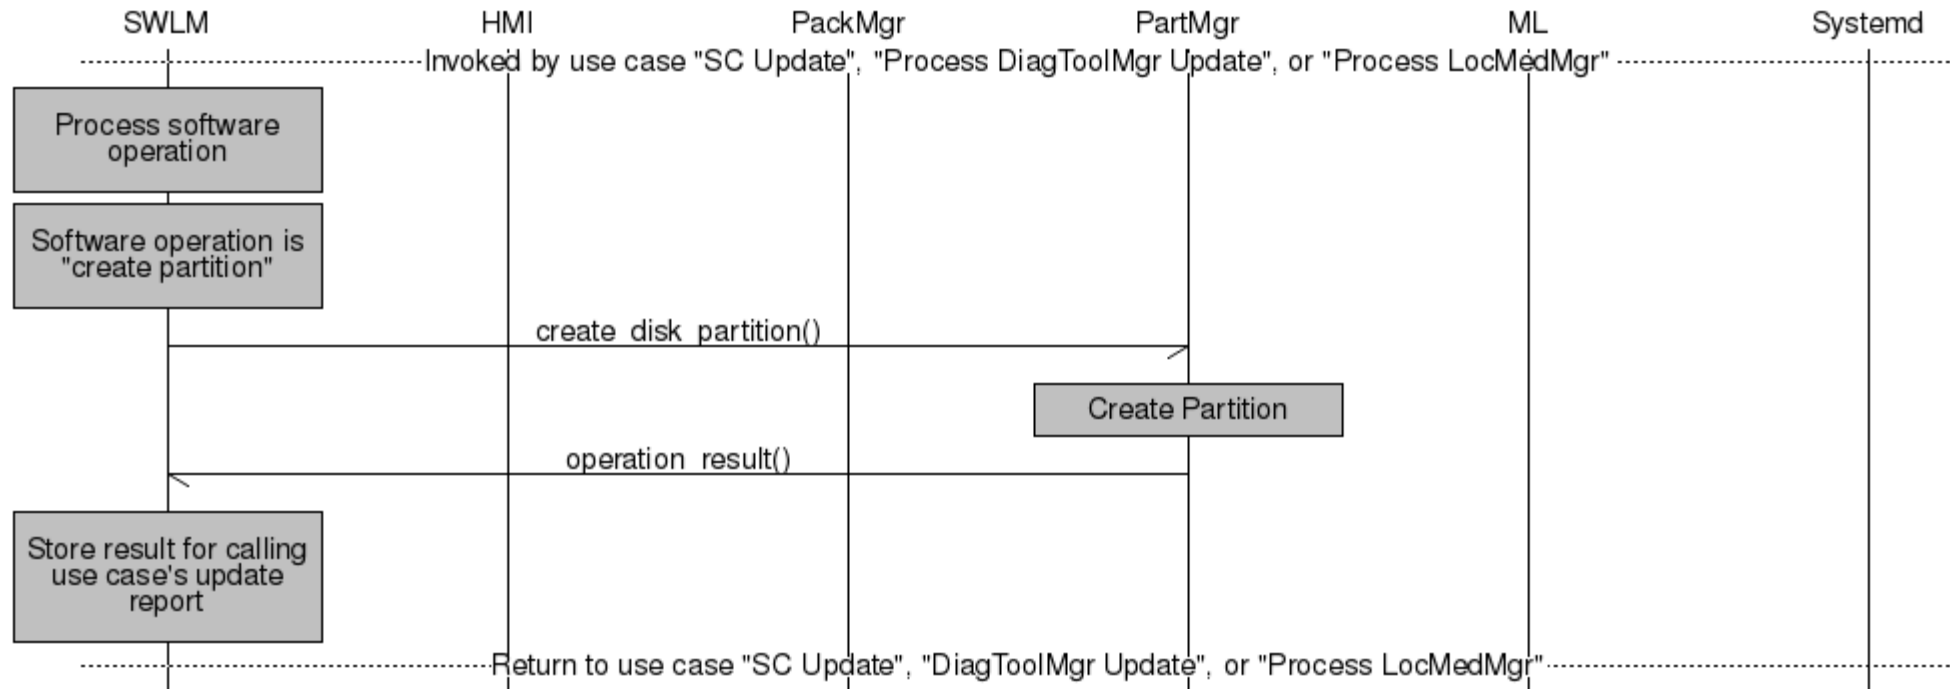 SWLM HMI PackMgr PartMgr ML Systemd
Invoked by use case "SC Update", "Process DiagToolMgr Update", or "Process LocMedMgr"
Process software
operation
Software operation is
"create partition"
create_disk_partition()
Create Partition
operation_result()
Store result for calling
use case's update
report
Return to use case "SC Update", "DiagToolMgr Update", or "Process LocMedMgr"